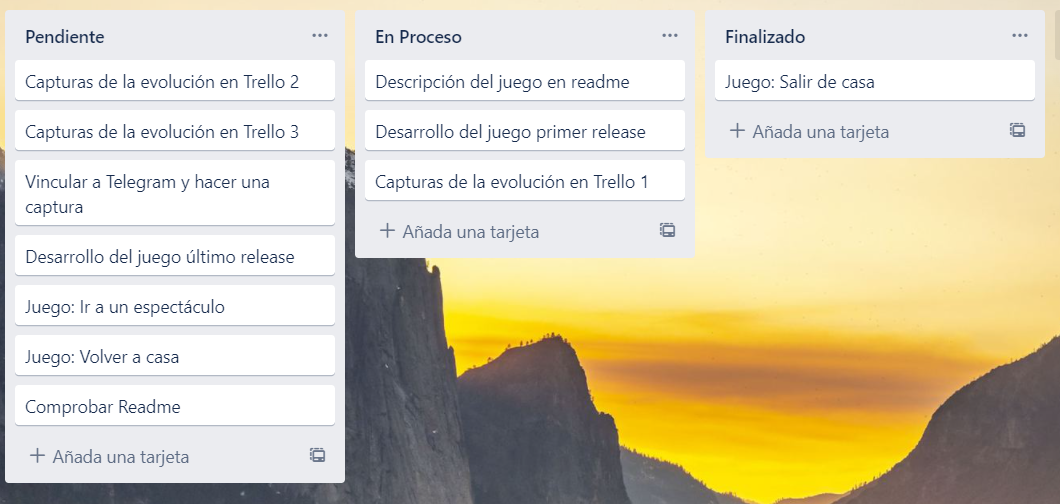 Pendiente
Capturas de la evolución en Trello 2
Capturas de la evolución en Trello 3
Vincular a Telegram y hacer una
captura
Desarrollo del juego último release
Juego: Ir a un espectáculo
Juego: Volver a casa
Comprobar Readme
+ Añada una tarjeta
En Proceso
Descripción del juego en readme
Desarrollo del juego primer release
Capturas de la evolución en Trello 1
+ Añada una tarjeta
Finalizado
Juego: Salir de casa
+ Añada una tarjeta